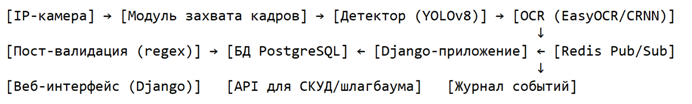 [IP-камера] → [Модуль захвата кадров] → [Детектор (YOLOv8)] → [OCR (EasyOCR/CRNN)]
↓
[Пост-валидация (regex)] → [БД PostgreSQL] ← [Django-приложение] ← [Redis Pub/Sub]
↓
[Веб-интерфейс (Django)] [API для СКУД/шлагбаума] [Журнал событий]